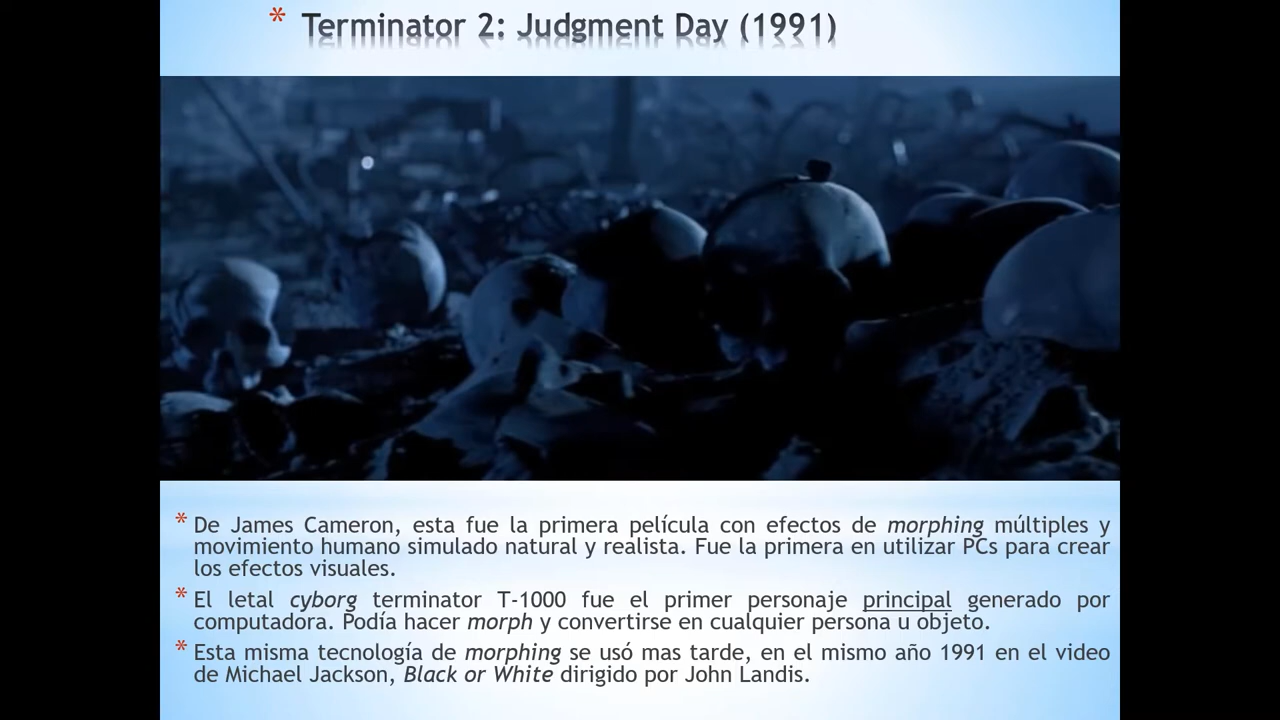 * Terminator 2: Judgment Day (1991)
* De James Cameron, esta fue la primera película con efectos de morphing múltiples y
movimiento humano simulado natural y realista. Fue la primera en utilizar PCs para crear
los efectos visuales.
* El letal cyborg terminator T-1000 fue el primer personaje principal generado por
computadora. Podía hacer morph y convertirse en cualquier persona u objeto.
* Esta misma tecnología de morphing se usó mas tarde, en el mismo año 1991 en el video
de Michael Jackson, Black or White dirigido por John Landis.